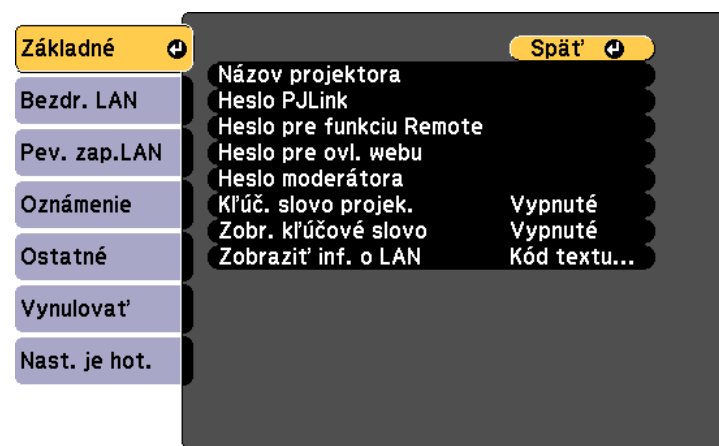 Základné
Bezdr. LAN
Pev. zap.LAN
Oznámenie
Ostatné
Vynulovať
Nast. je hot.
Späť
Názov projektora
Heslo PJLink
Heslo pre funkciu Remote
Heslo pre ovl. webu
Heslo moderátora
Kľúč. slovo projek. Vypnuté
Zobr. kľúčové slovo Vypnuté
Zobraziť inf. o LAN Kód textu...